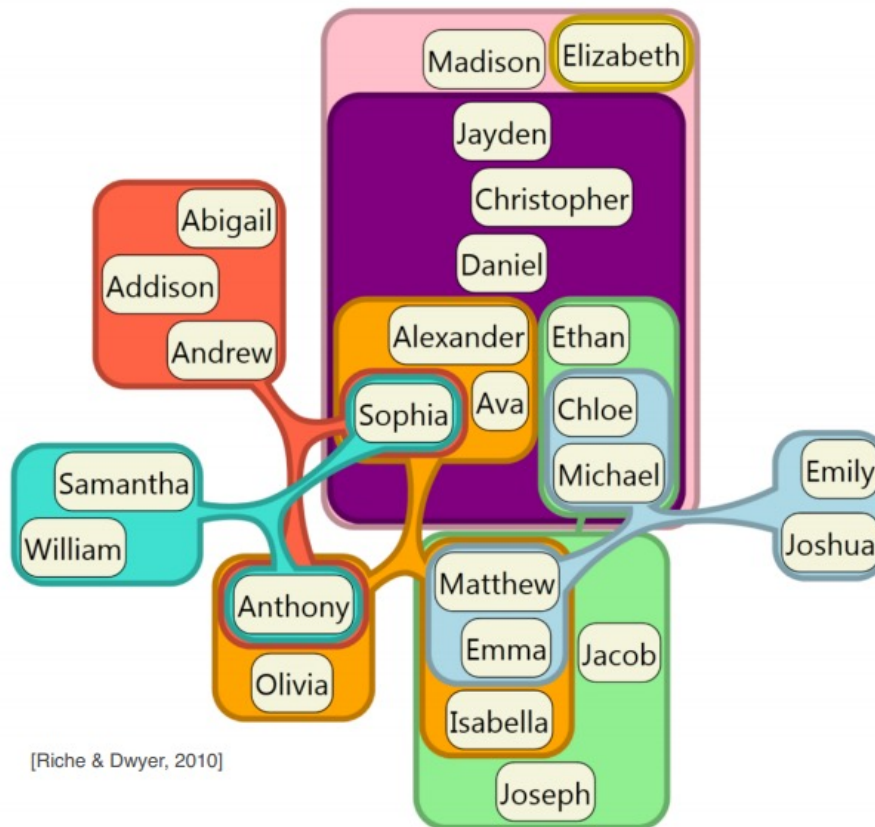 Madison
Elizabeth
Jayden
Christopher
Daniel
Abigail
Addison
Andrew
Alexander
Ethan
Sophia
Ava
Chloe
Michael
Samantha
William
Emily
Joshua
Anthony
Olivia
Matthew
Emma
Jacob
Isabella
Joseph
[Riche & Dwyer, 2010]